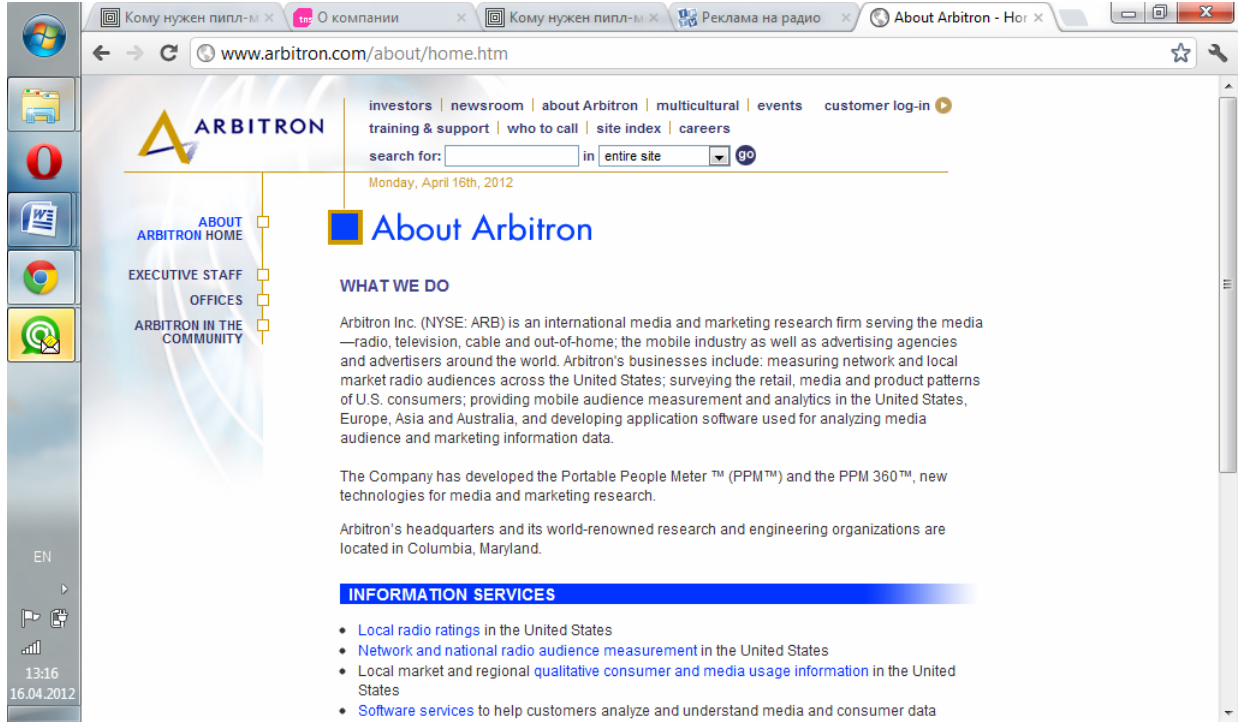 Кому нужен пипл-м
tns О компании
Кому нужен пипл-м
Реклама на радио
About Arbitron - Hor
www.arbitron.com/about/home.htm
ARBITRON
investors | newsroom | about Arbitron | multicultural | events customer log-in
training & support | who to call | site index | careers
search for: in entire site go
Monday, April 16th, 2012
ABOUT
ARBITRON HOME
EXECUTIVE STAFF
OFFICES
ARBITRON IN THE
COMMUNITY
About Arbitron
WHAT WE DO
Arbitron Inc. (NYSE: ARB) is an international media and marketing research firm serving the media
—radio, television, cable and out-of-home; the mobile industry as well as advertising agencies
and advertisers around the world. Arbitron's businesses include: measuring network and local
market radio audiences across the United States; surveying the retail, media and product patterns
of U.S. consumers; providing mobile audience measurement and analytics in the United States,
Europe, Asia and Australia, and developing application software used for analyzing media
audience and marketing information data.
The Company has developed the Portable People Meter ™ (PPM™) and the PPM 360™, new
technologies for media and marketing research.
Arbitron's headquarters and its world-renowned research and engineering organizations are
located in Columbia, Maryland.
INFORMATION SERVICES
• Local radio ratings in the United States
• Network and national radio audience measurement in the United States
• Local market and regional qualitative consumer and media usage information in the United
States
• Software services to help customers analyze and understand media and consumer data
EN
13:16
16.04.2012